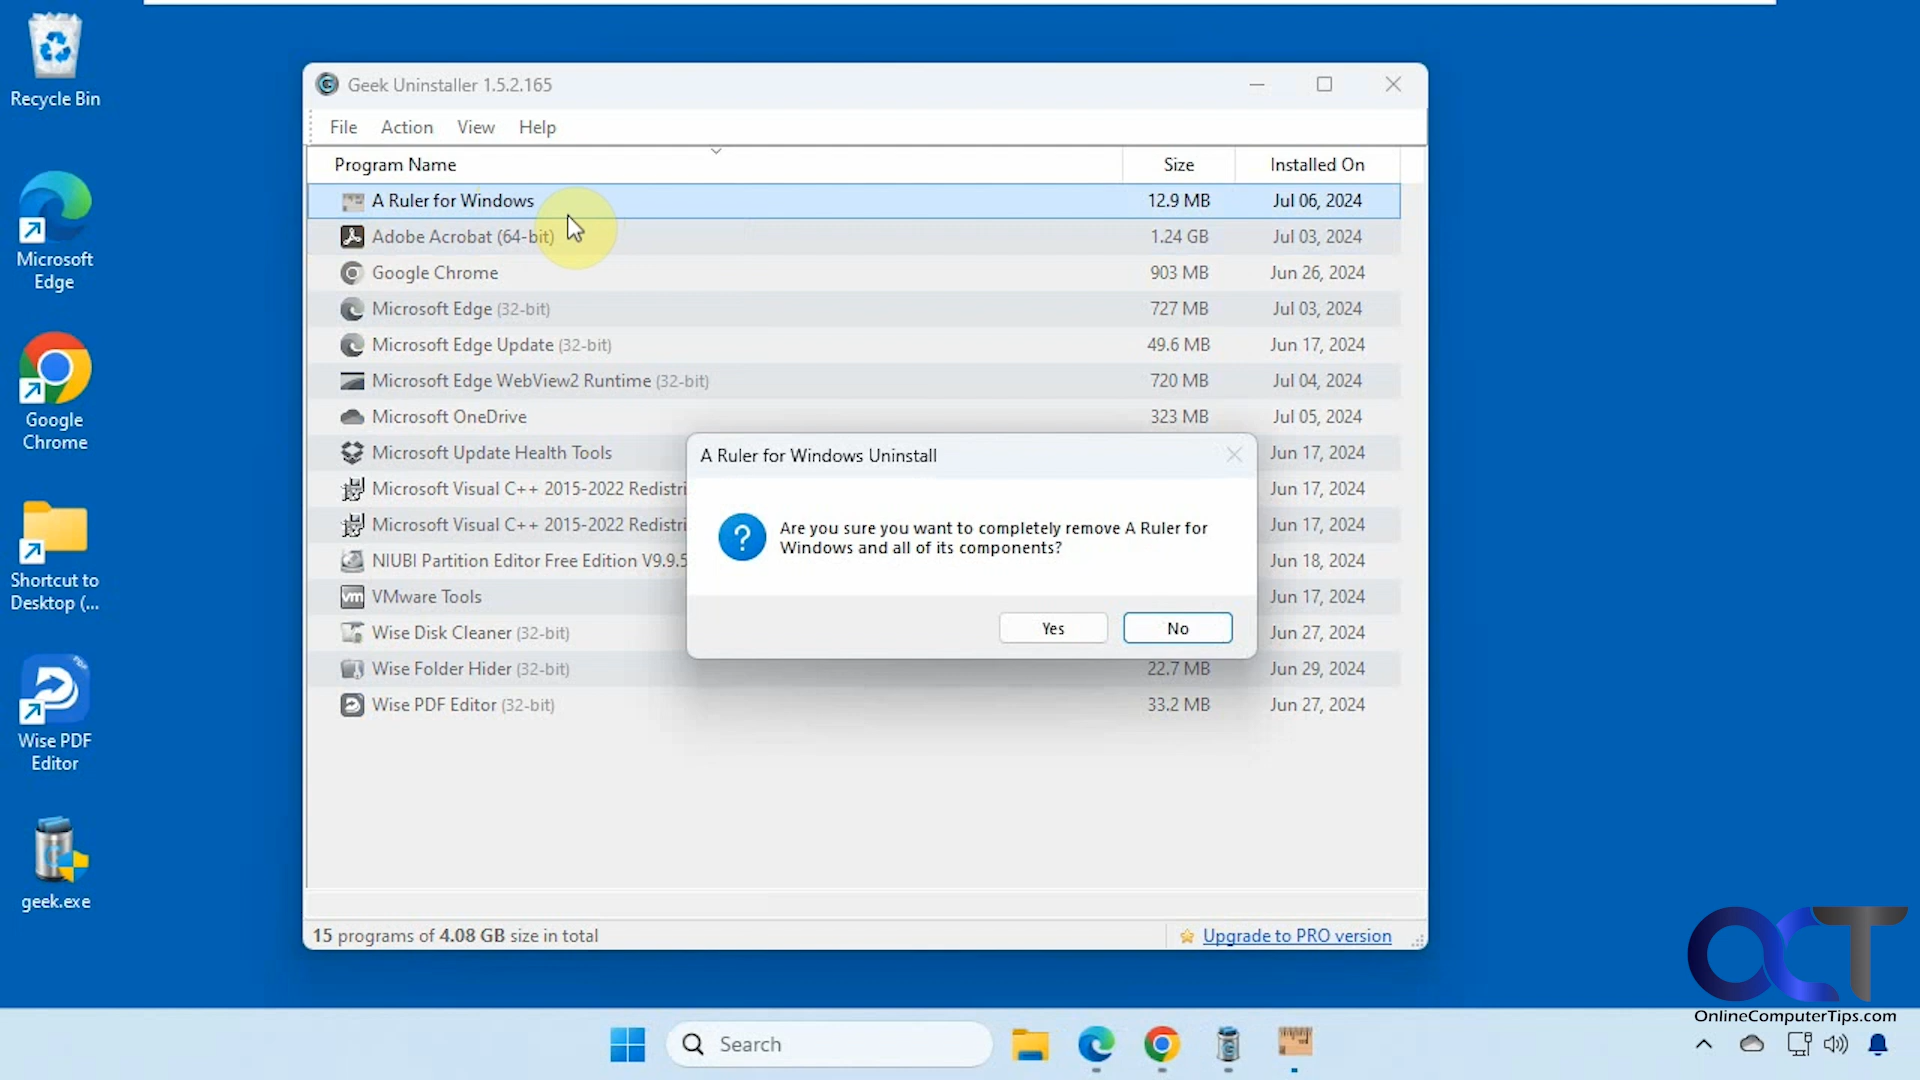 Recycle Bin
Microsoft
Edge
Google
Chrome
Shortcut to
Desktop (...
Wise PDF
Editor
geek.exe
Geek Uninstaller 1.5.2.165
File Action View Help
Program Name Size Installed On
A Ruler for Windows 12.9 MB Jul 06, 2024
Adobe Acrobat (64-bit) 1.24 GB Jul 03, 2024
Google Chrome 903 MB Jun 26, 2024
Microsoft Edge (32-bit) 727 MB Jul 03, 2024
Microsoft Edge Update (32-bit) 49.6 MB Jun 17, 2024
Microsoft Edge WebView2 Runtime (32-bit) 720 MB Jul 04, 2024
Microsoft OneDrive 323 MB Jul 05, 2024
Microsoft Update Health Tools Jun 17, 2024
Microsoft Visual C++ 2015-2022 Redistri Jun 17, 2024
Microsoft Visual C++ 2015-2022 Redistri Jun 17, 2024
NIUBI Partition Editor Free Edition V9.9.5 Jun 18, 2024
vm VMware Tools Jun 17, 2024
Wise Disk Cleaner (32-bit) Jun 27, 2024
Wise Folder Hider (32-bit) 22.7 MB Jun 29, 2024
Wise PDF Editor (32-bit) 33.2 MB Jun 27, 2024
A Ruler for Windows Uninstall
Are you sure you want to completely remove A Ruler for
Windows and all of its components?
Yes No
15 programs of 4.08 GB size in total
Upgrade to PRO version
OCT
OnlineComputerTips.com
Search